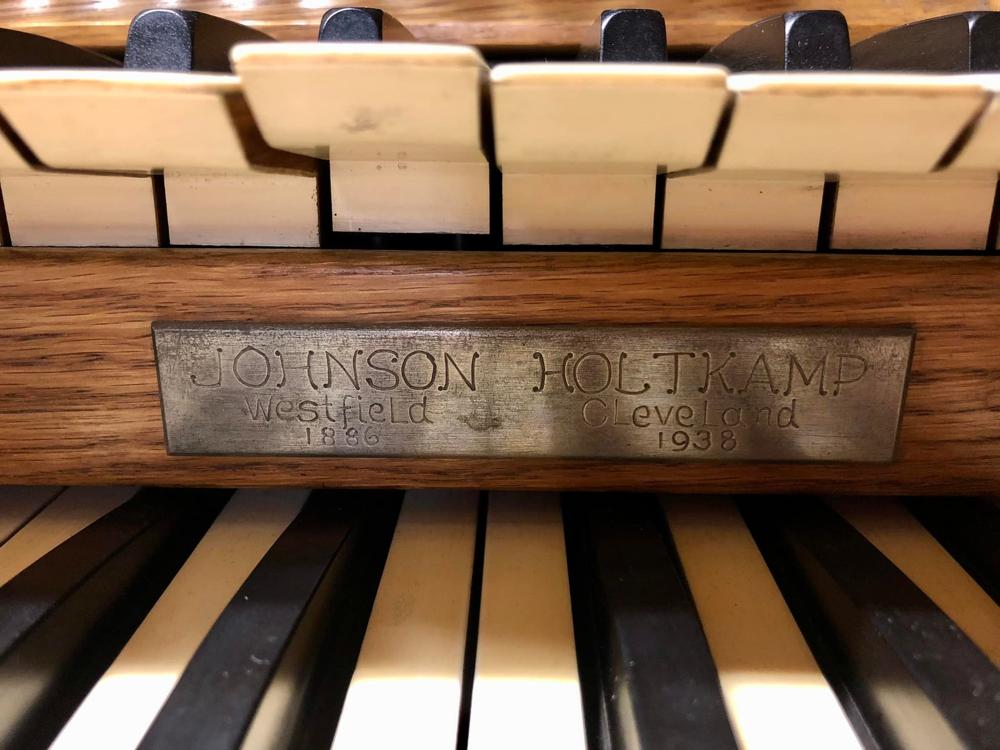 JOHNSON HOLTKAMP
Westfield Cleveland
1886 1938